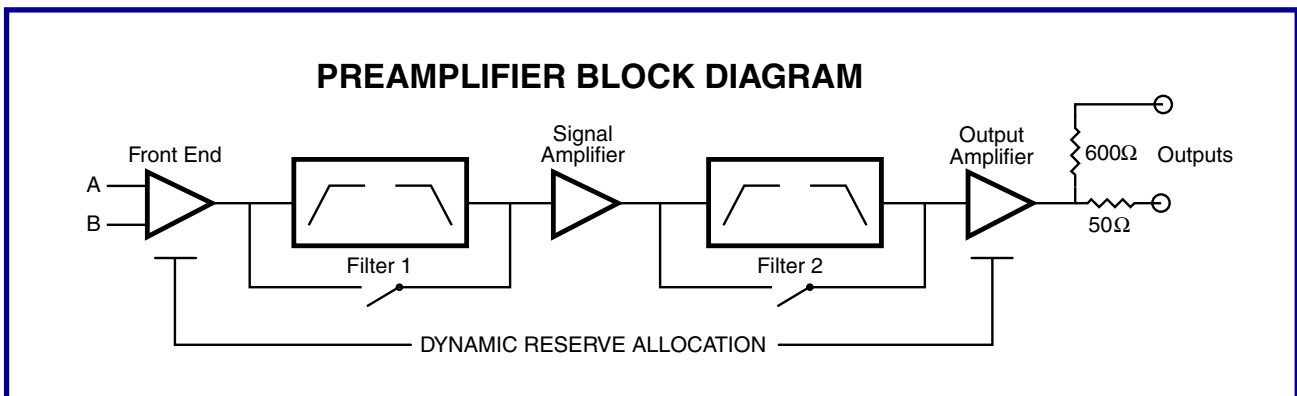 PREAMPLIFIER BLOCK DIAGRAM
Front End
A
B
Filter 1
Signal
Amplifier
Filter 2
Output
Amplifier
600Ω
Outputs
50Ω
DYNAMIC RESERVE ALLOCATION